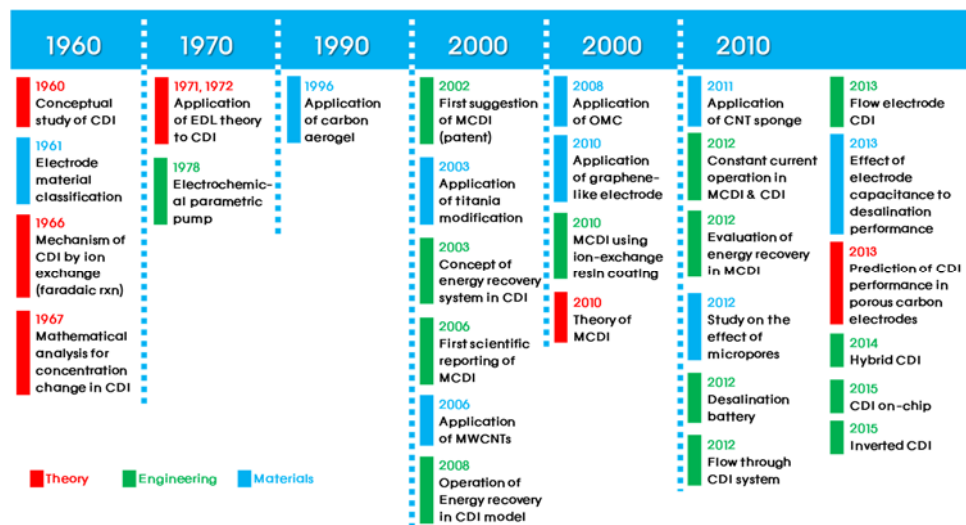 1960
1970
1990
2000
2000
2010
1960
Conceptual
study of CDI
1961
Electrode
material
classification
1966
Mechanism of
CDI by ion
exchange
(faradaic rxn)
1967
Mathematical
analysis for
concentration
change in CDI
1971, 1972
Application
of EDL theory
to CDI
1978
Electrochemic-
al parametric
pump
1996
Application
of carbon
aerogel
2002
First suggestion
of MCDI
(patent)
2003
Application
of titania
modification
2003
Concept of
energy recovery
system in CDI
2006
First scientific
reporting of
MCDI
2006
Application
of MWCNTs
2008
Operation of
Energy recovery
in CDI model
2008
Application
of OMC
2010
Application
of graphene-
like electrode
2010
MCDI using
ion-exchange
resin coating
2010
Theory of
MCDI
2011
Application
of CNT sponge
2012
Constant current
operation in
MCDI & CDI
2012
Evaluation of
energy recovery
in MCDI
2012
Study on the
effect of
micropores
2012
Desalination
battery
2012
Flow through
CDI system
2013
Flow electrode
CDI
2013
Effect of
electrode
capacitance to
desalination
performance
2013
Prediction of CDI
performance in
porous carbon
electrodes
2014
Hybrid CDI
2015
CDI on-chip
2015
Inverted CDI
Theory
Engineering
Materials